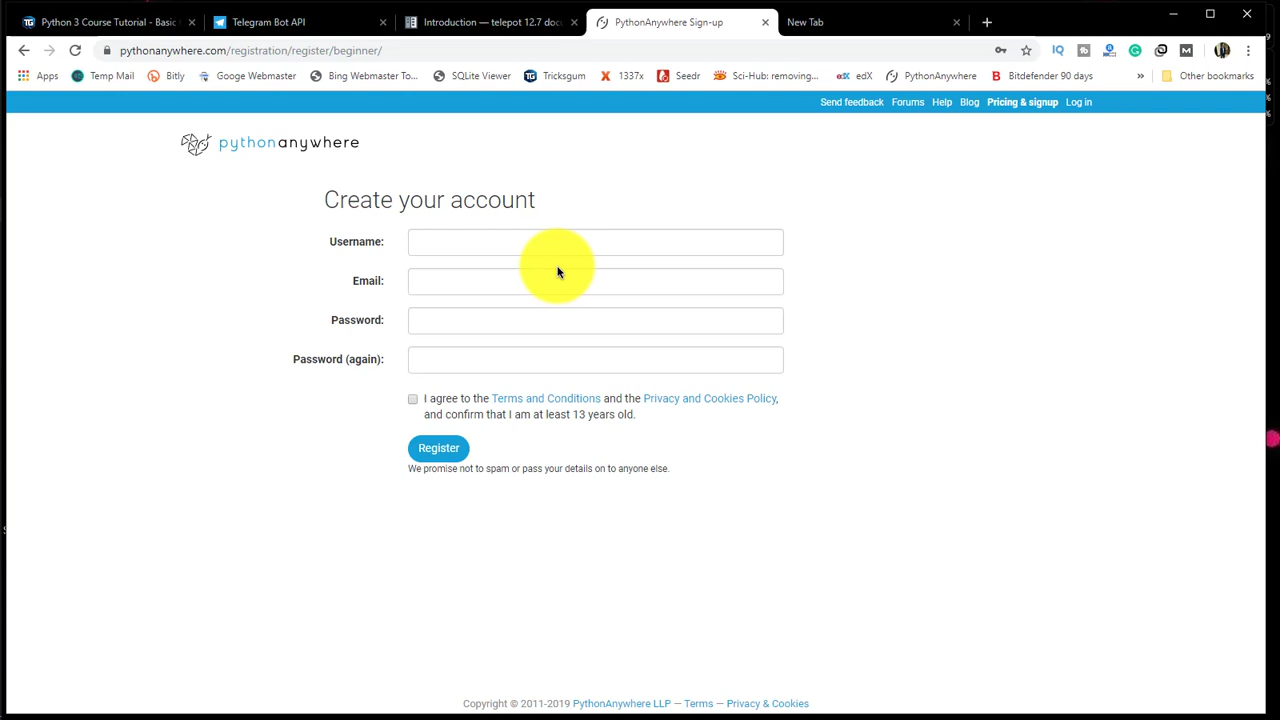 Python 3 Course Tutorial - Basic
Telegram Bot API
Introduction — telepot 12.7 doc
PythonAnywhere Sign-up
New Tab
pythonanywhere.com/registration/register/beginner/
Apps
Temp Mail
Bitly
Googe Webmaster
Bing Webmaster To...
SQLite Viewer
Tricksgum
1337x
Seedr
Sci-Hub: removing...
edX
PythonAnywhere
Bitdefender 90 days
»
Other bookmarks
Send feedback Forums Help Blog Pricing & signup Log in
pythonanywhere
Create your account
Username:
Email:
Password:
Password (again):
I agree to the Terms and Conditions and the Privacy and Cookies Policy,
and confirm that I am at least 13 years old.
Register
We promise not to spam or pass your details on to anyone else.
Copyright © 2011-2019 PythonAnywhere LLP — Terms — Privacy & Cookies